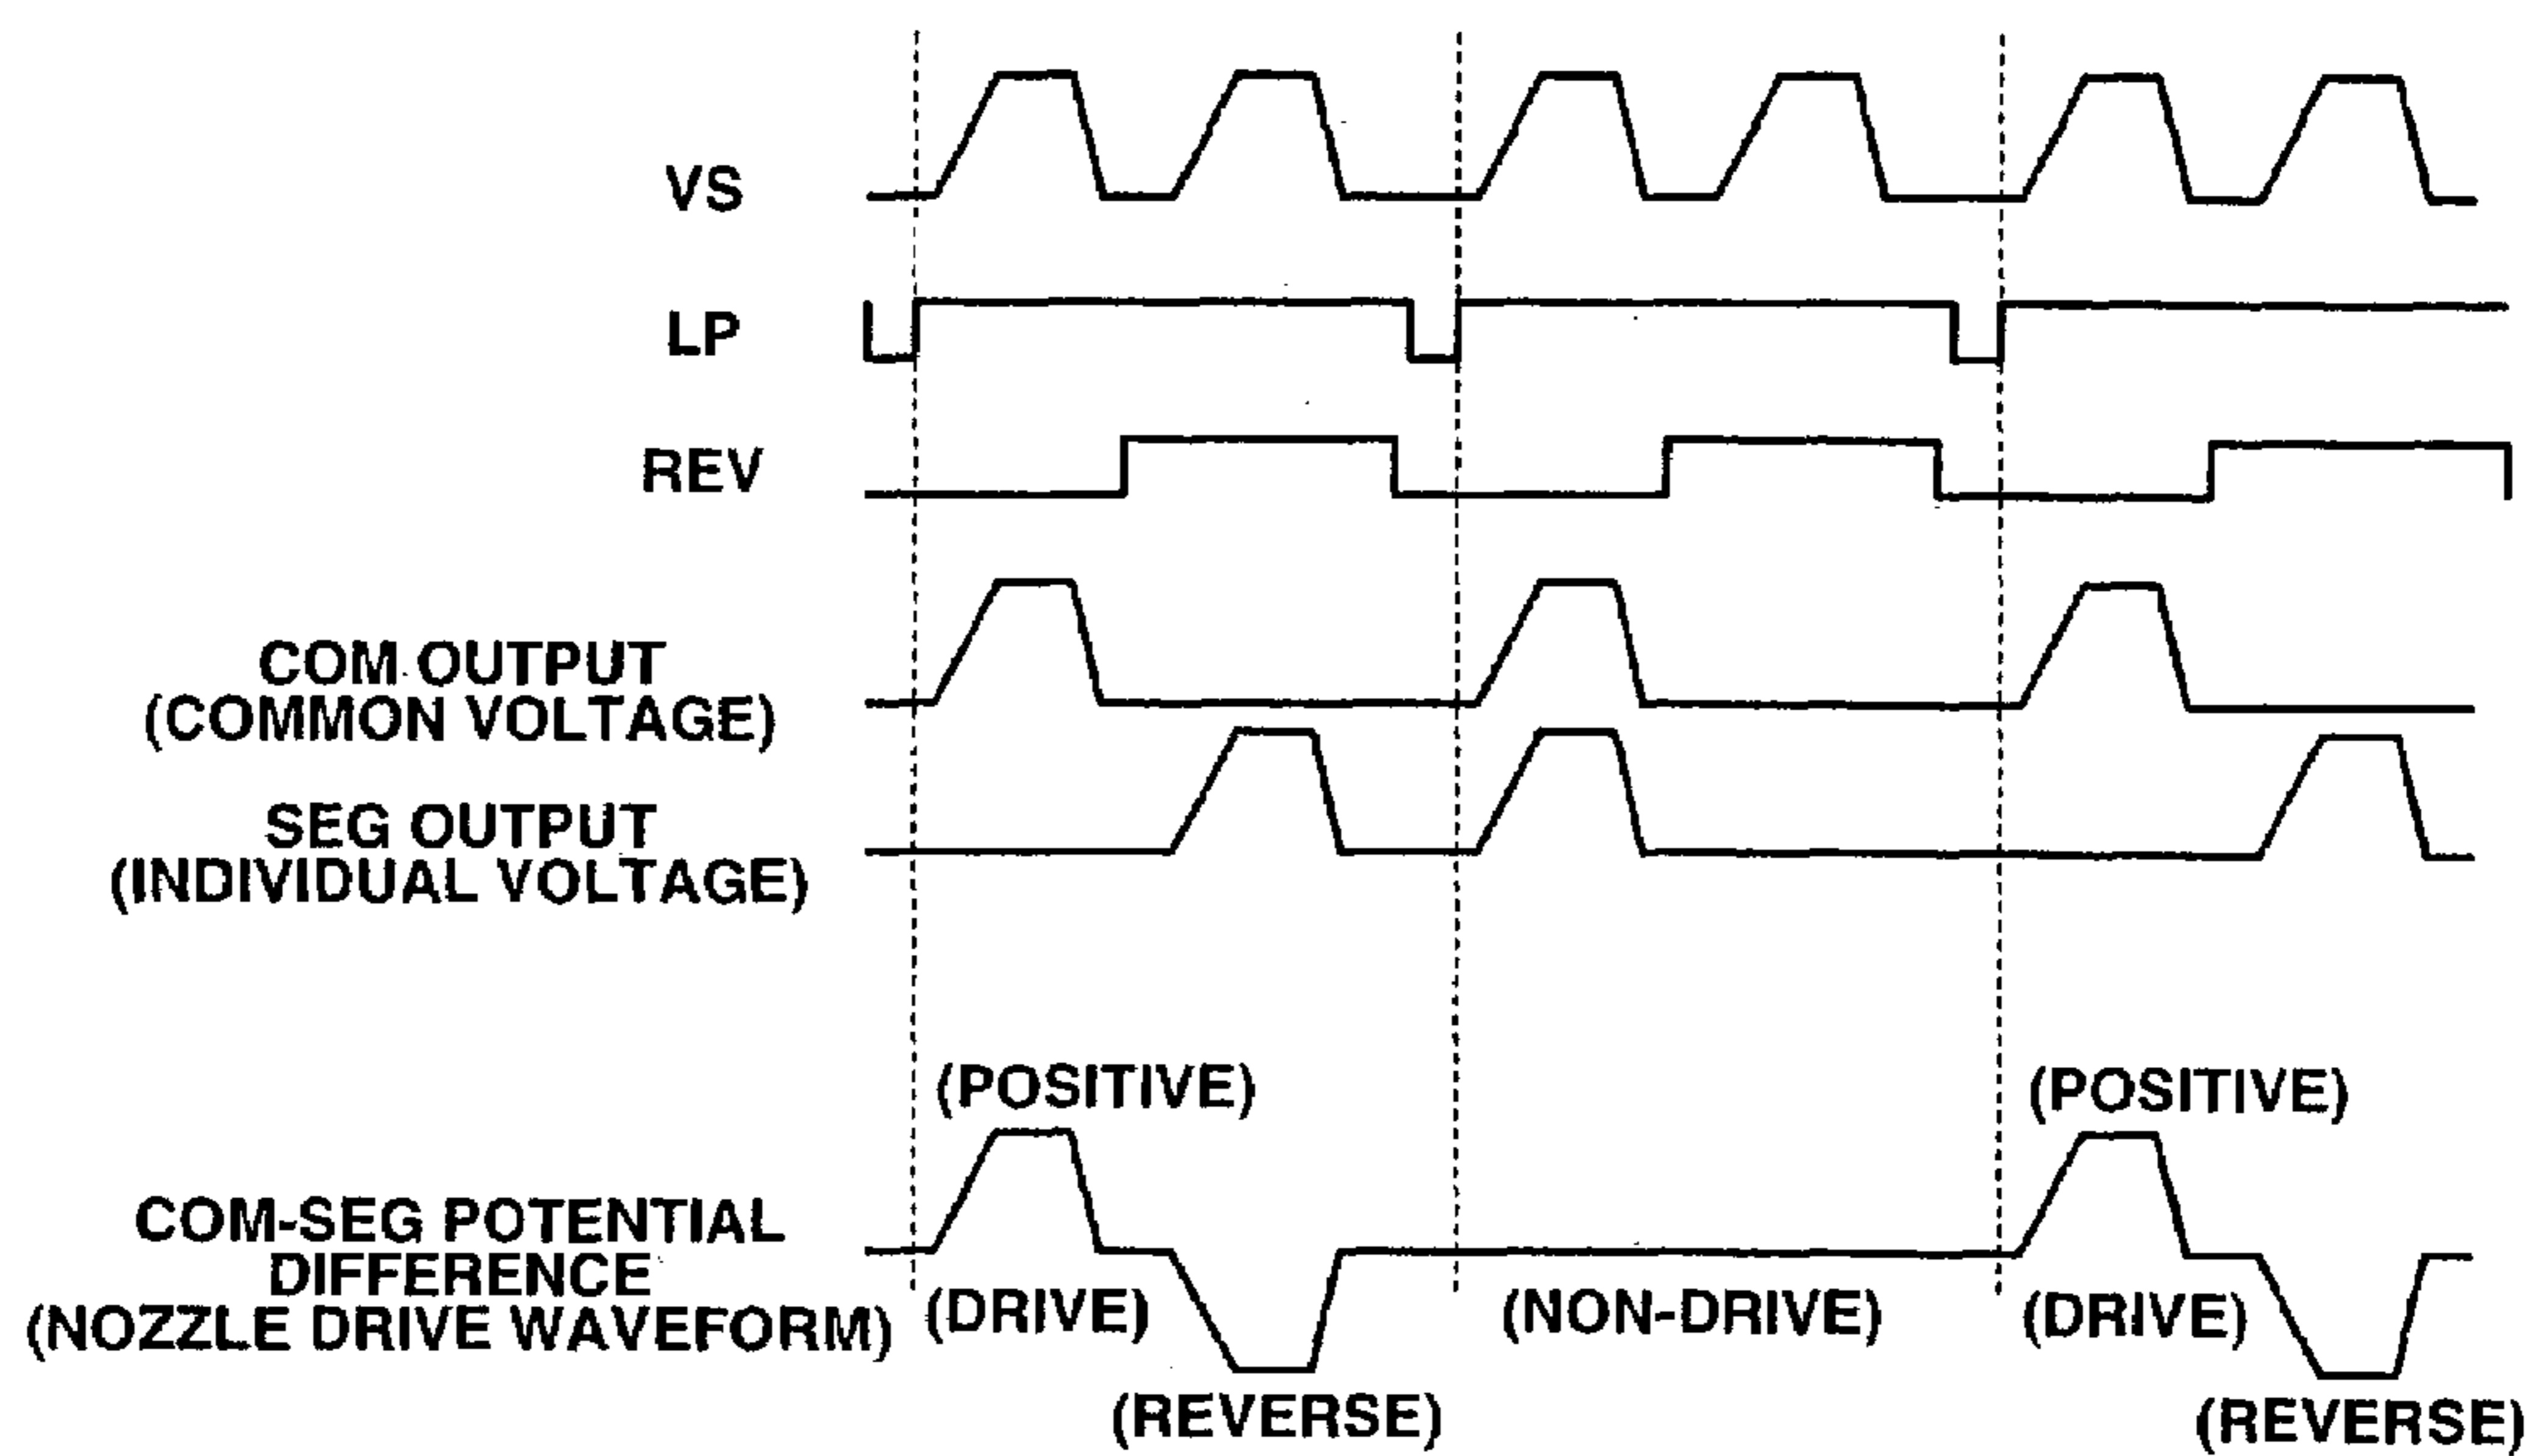 VS
LP
REV
COM OUTPUT
(COMMON VOLTAGE)
SEG OUTPUT
(INDIVIDUAL VOLTAGE)
(POSITIVE)
(POSITIVE)
COM-SEG POTENTIAL
DIFFERENCE
(NOZZLE DRIVE WAVEFORM)
(DRIVE)
(NON-DRIVE)
(DRIVE)
(REVERSE)
(REVERSE)